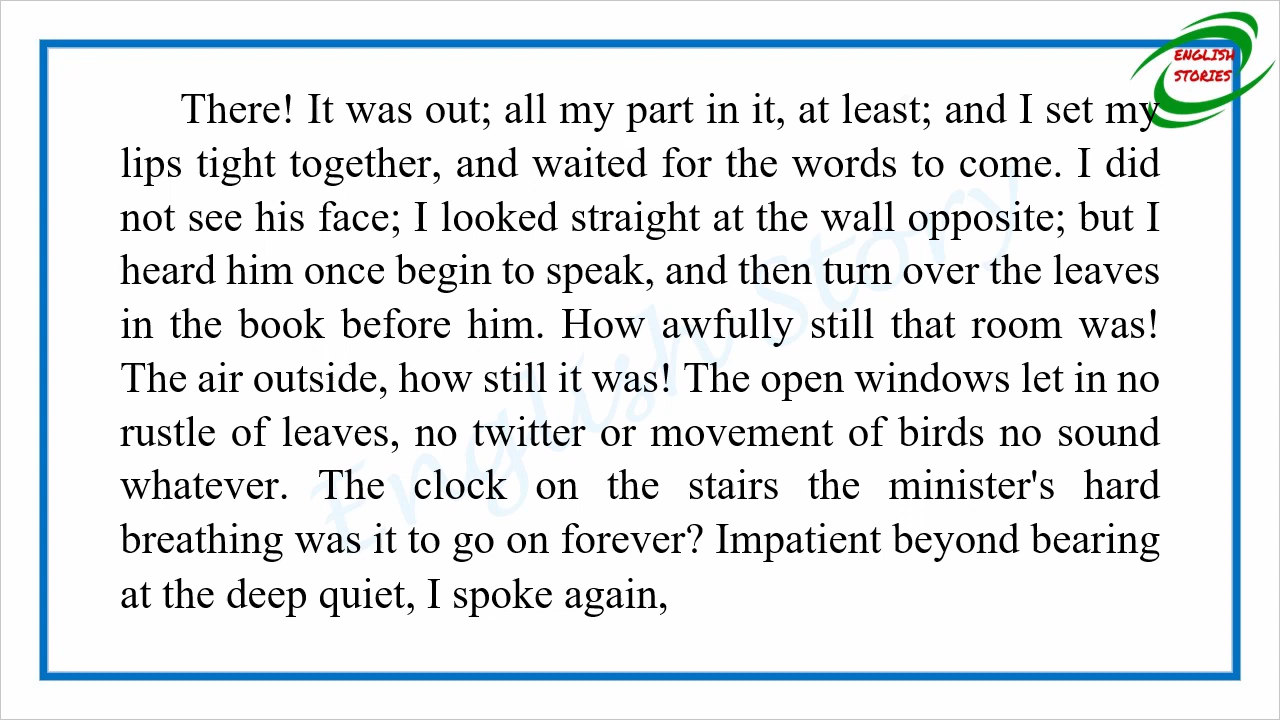 ENGLISH
STORIES
There! It was out; all my part in it, at least; and I set my
lips tight together, and waited for the words to come. I did
not see his face; I looked straight at the wall opposite; but I
heard him once begin to speak, and then turn over the leaves
in the book before him. How awfully still that room was!
The air outside, how still it was! The open windows let in no
rustle of leaves, no twitter or movement of birds no sound
whatever. The clock on the stairs the minister's hard
breathing was it to go on forever? Impatient beyond bearing
at the deep quiet, I spoke again,
English Story